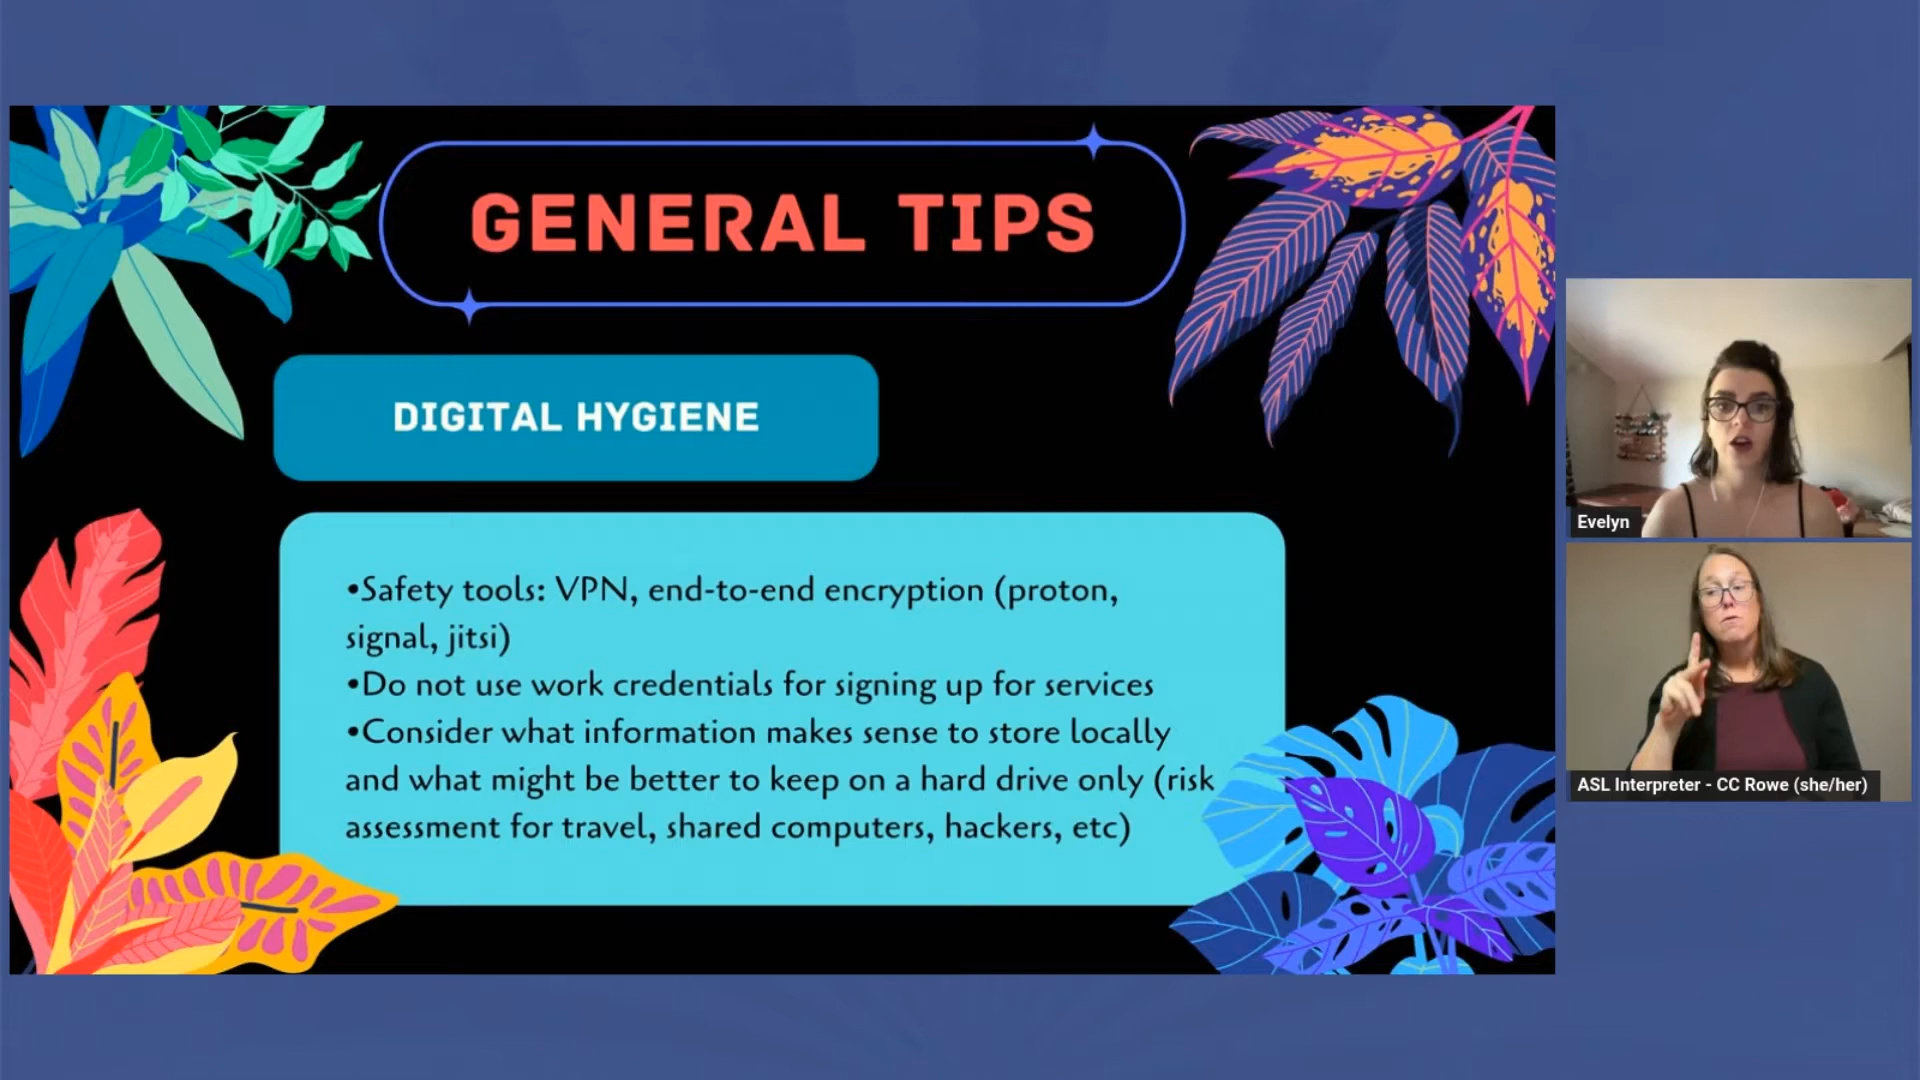 GENERAL TIPS
DIGITAL HYGIENE
•Safety tools: VPN, end-to-end encryption (proton,
signal, jitsi)
•Do not use work credentials for signing up for services
•Consider what information makes sense to store locally
and what might be better to keep on a hard drive only (risk
assessment for travel, shared computers, hackers, etc)
Evelyn
ASL Interpreter - CC Rowe (she/her)